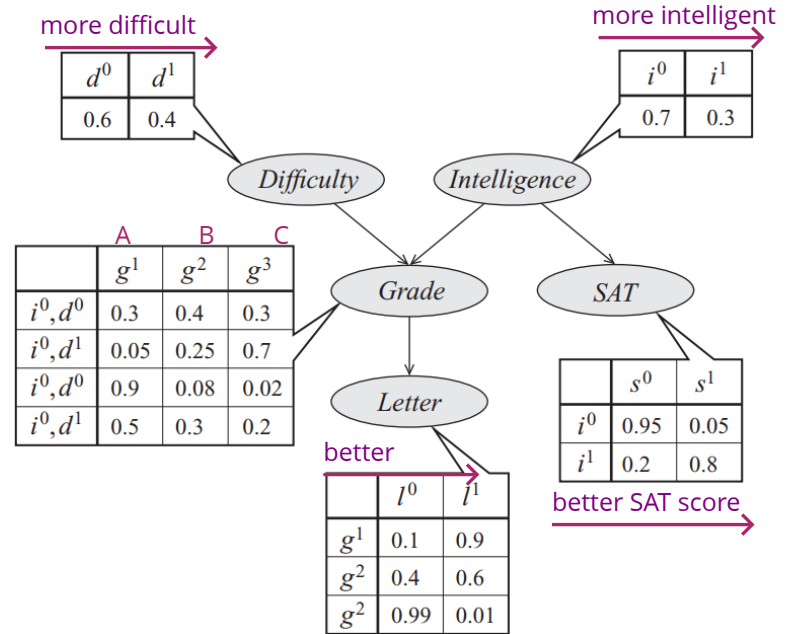 more difficult
more intelligent
d⁰ d¹
0.6 0.4
i⁰ i¹
0.7 0.3
Difficulty
Intelligence
A B C
g¹ g² g³
i⁰,d⁰ 0.3 0.4 0.3
i⁰,d¹ 0.05 0.25 0.7
i⁰,d⁰ 0.9 0.08 0.02
i⁰,d¹ 0.5 0.3 0.2
Grade
SAT
Letter
s⁰ s¹
i⁰ 0.95 0.05
i¹ 0.2 0.8
better SAT score
better
l⁰ l¹
g¹ 0.1 0.9
g² 0.4 0.6
g² 0.99 0.01